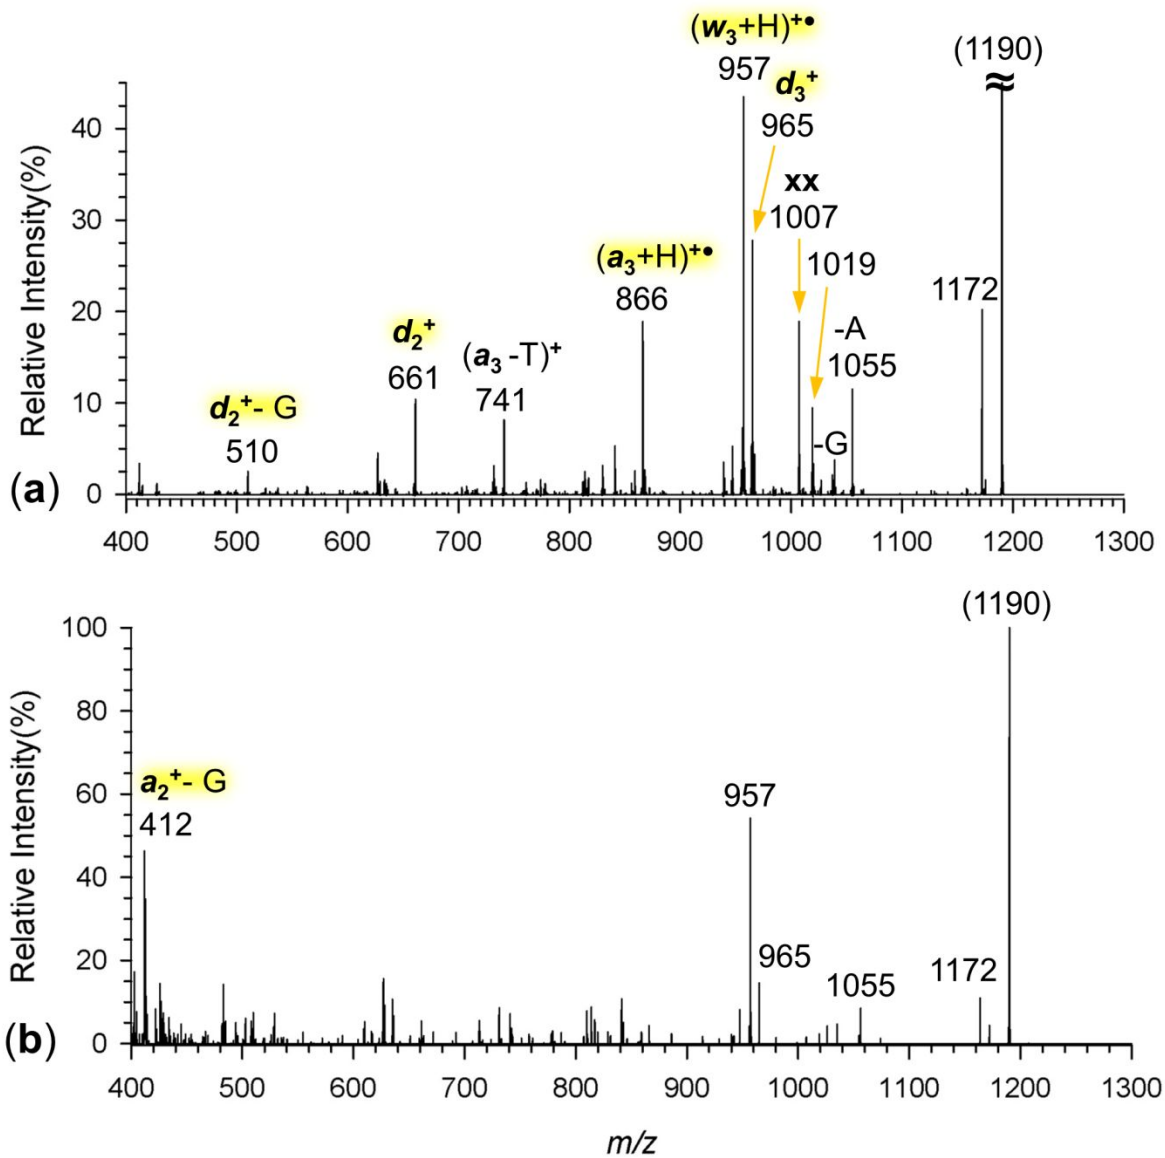 (w₃+H)⁺•
957
(1190)
d₃⁺
965
xx
1007
(a₃+H)⁺•
866
1019
1172
-A
1055
d₂⁺
661
(a₃ -T)⁺
741
d₂⁺- G
510
-G
40
30
20
10
0
Relative Intensity(%)
(a)
400 500 600 700 800 900 1000 1100 1200 1300
(1190)
100
80
60
40
20
0
Relative Intensity(%)
a₂⁺- G
412
957
965
1055
1172
(b)
400 500 600 700 800 900 1000 1100 1200 1300
m/z